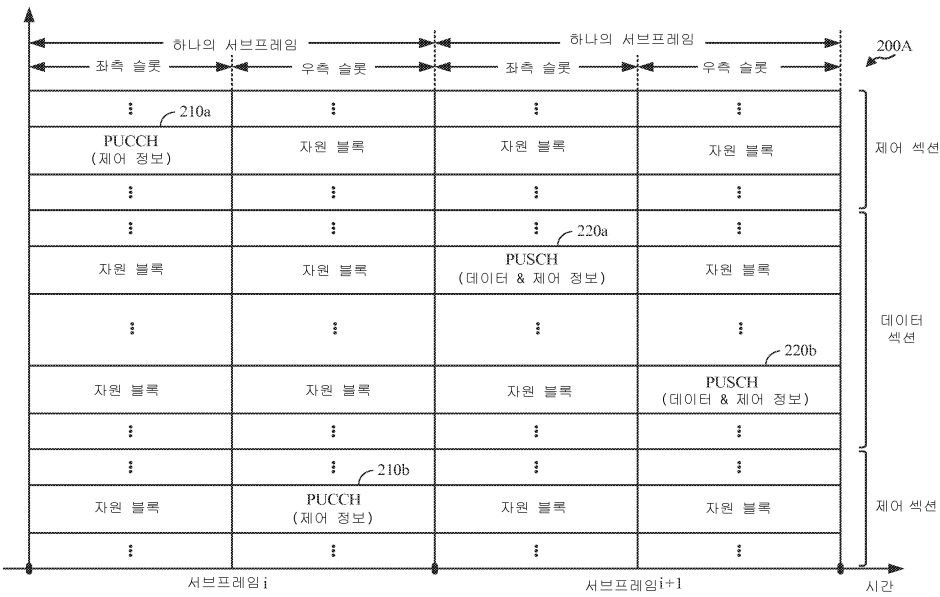 하나의 서브프레임 하나의 서브프레임
200A
좌측 슬롯 우측 슬롯 좌측 슬롯 우측 슬롯
210a
PUCCH
(제어 정보)
자원 블록 자원 블록 자원 블록
제어 섹션
220a
자원 블록 자원 블록
PUSCH
(데이터 & 제어 정보)
자원 블록
데이터
섹션
220b
자원 블록 자원 블록 자원 블록
PUSCH
(데이터 & 제어 정보)
210b
자원 블록
PUCCH
(제어 정보)
자원 블록 자원 블록
제어 섹션
서브프레임i 서브프레임i+1 시간